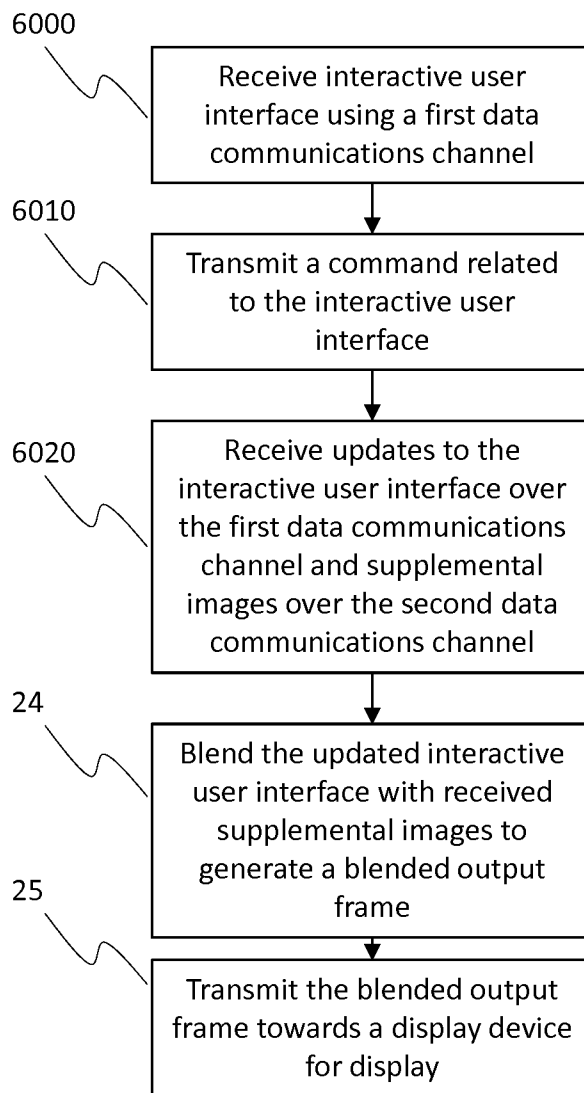 6000
Receive interactive user
interface using a first data
communications channel
6010
Transmit a command related
to the interactive user
interface
6020
Receive updates to the
interactive user interface over
the first data communications
channel and supplemental
images over the second data
communications channel
24
Blend the updated interactive
user interface with received
supplemental images to
generate a blended output
frame
25
Transmit the blended output
frame towards a display device
for display